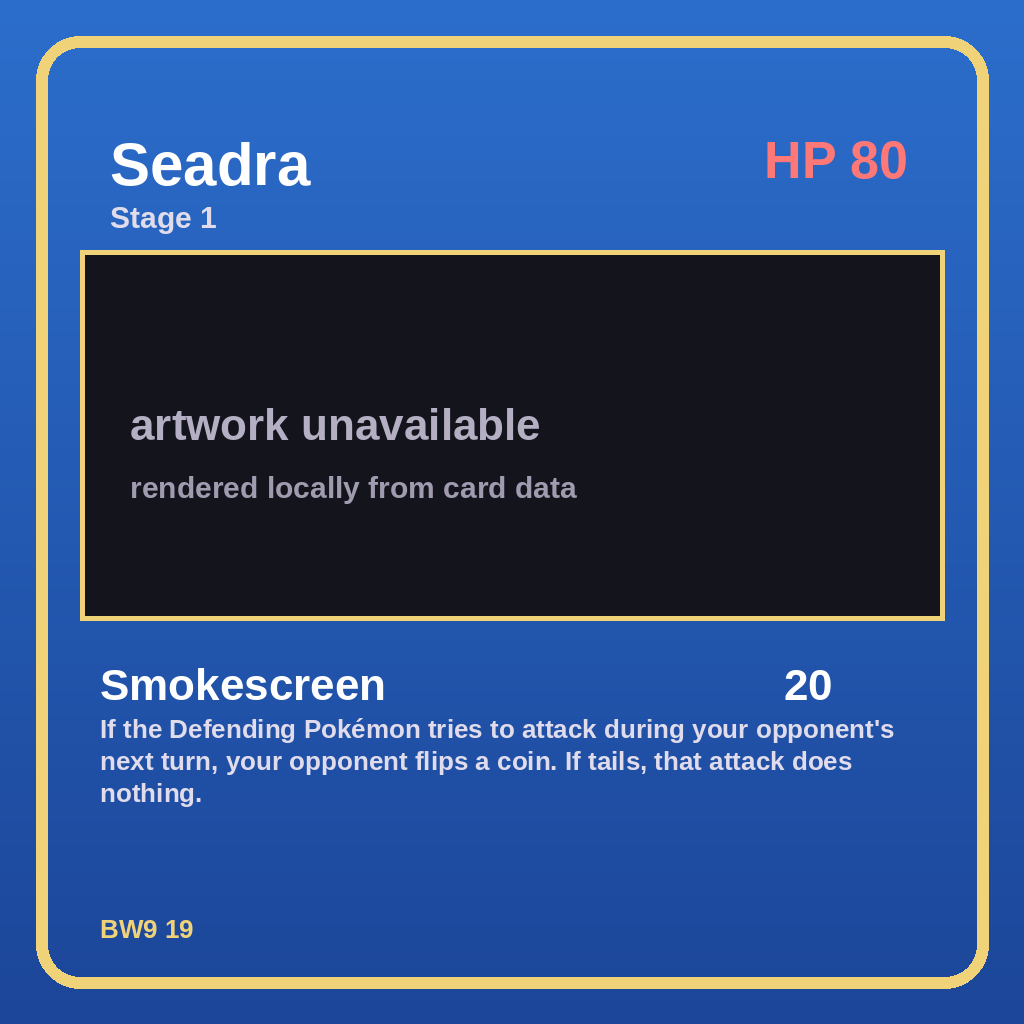 Seadra
HP 80
Stage 1
artwork unavailable
rendered locally from card data
Smokescreen
20
If the Defending Pokémon tries to attack during your opponent's
next turn, your opponent flips a coin. If tails, that attack does
nothing.
BW9 19